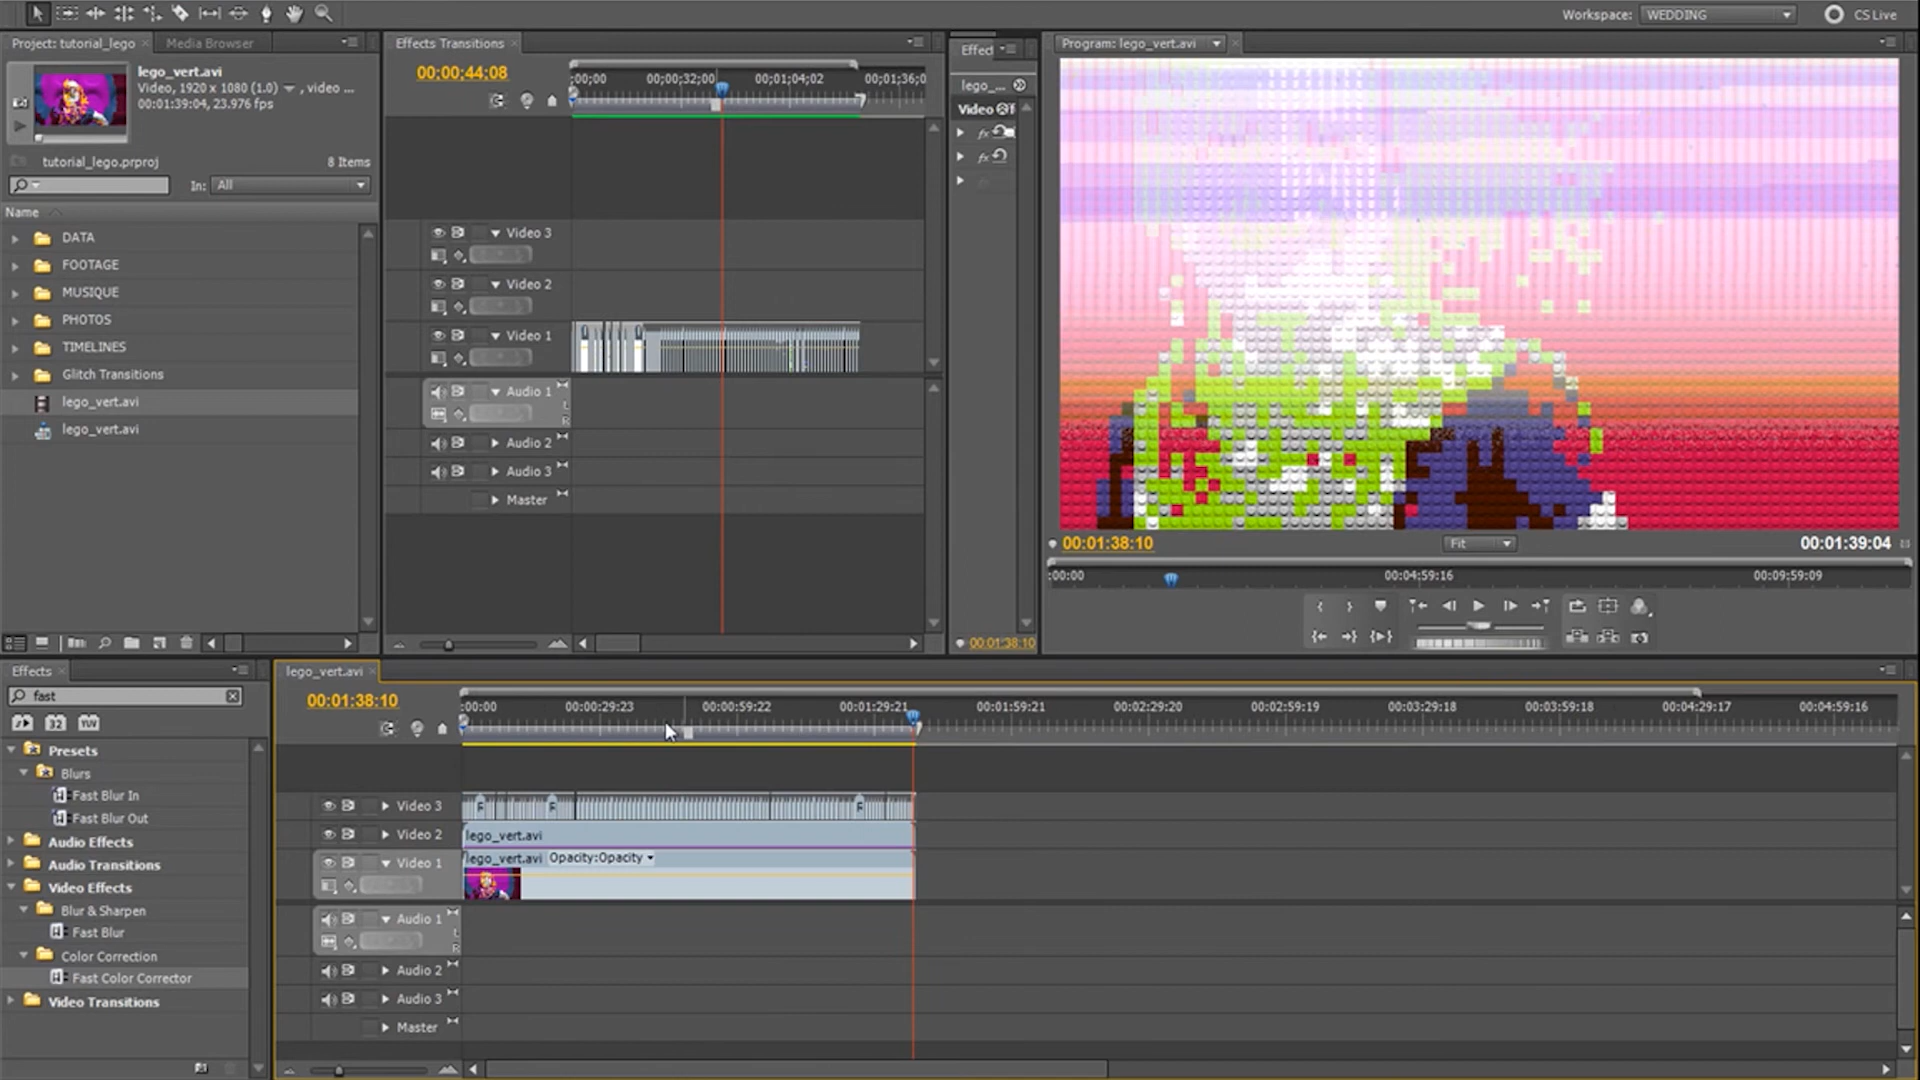 Workspace: WEDDING CS Live
Project: tutorial_lego Media Browser
lego_vert.avi
Video, 1920 x 1080 (1.0) , video ...
00:01:39:04, 23.976 fps
tutorial_lego.prproj 8 Items
In: All
Name
DATA
FOOTAGE
MUSIQUE
PHOTOS
TIMELINES
Glitch Transitions
lego_vert.avi
lego_vert.avi
Effects Transitions
00:00:44:08
;00;00 00;00;32;00 00;01;04;02 00;01;36;0
Video 3
Video 2
Video 1
Audio 1
L
R
Audio 2
Audio 3
Master
Effect
lego_...
Video Ef
fx
fx
00:01:38:10
Program: lego_vert.avi
00:01:38:10 Fit 00:01:39:04
:00:00 00:04:59:16 00:09:59:09
Effects
fast
32 YUV
Presets
Blurs
Fast Blur In
Fast Blur Out
Audio Effects
Audio Transitions
Video Effects
Blur & Sharpen
Fast Blur
Color Correction
Fast Color Corrector
Video Transitions
lego_vert.avi
00:01:38:10
:00:00 00:00:29:23 00:00:59:22 00:01:29:21 00:01:59:21 00:02:29:20 00:02:59:19 00:03:29:18 00:03:59:18 00:04:29:17 00:04:59:16
Video 3
Video 2 lego_vert.avi
Video 1 lego_vert.avi Opacity:Opacity
Audio 1
L
R
Audio 2
Audio 3
Master